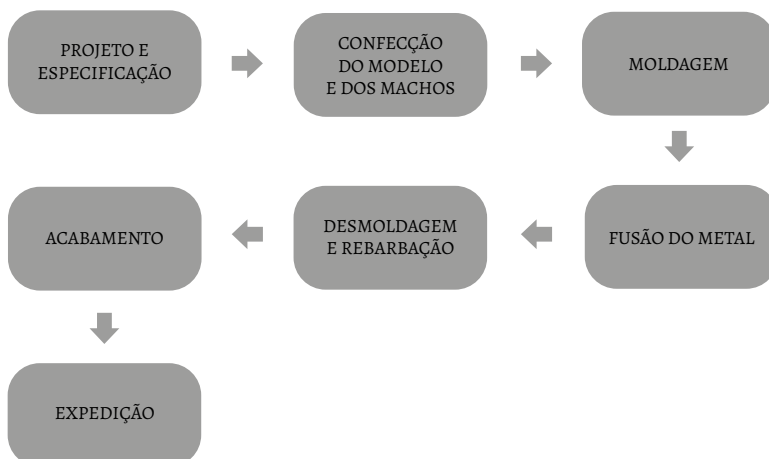 PROJETO E
ESPECIFICAÇÃO
CONFECÇÃO
DO MODELO
E DOS MACHOS
MOLDAGEM
FUSÃO DO METAL
DESMOLDAGEM
E REBARBAÇÃO
ACABAMENTO
EXPEDIÇÃO